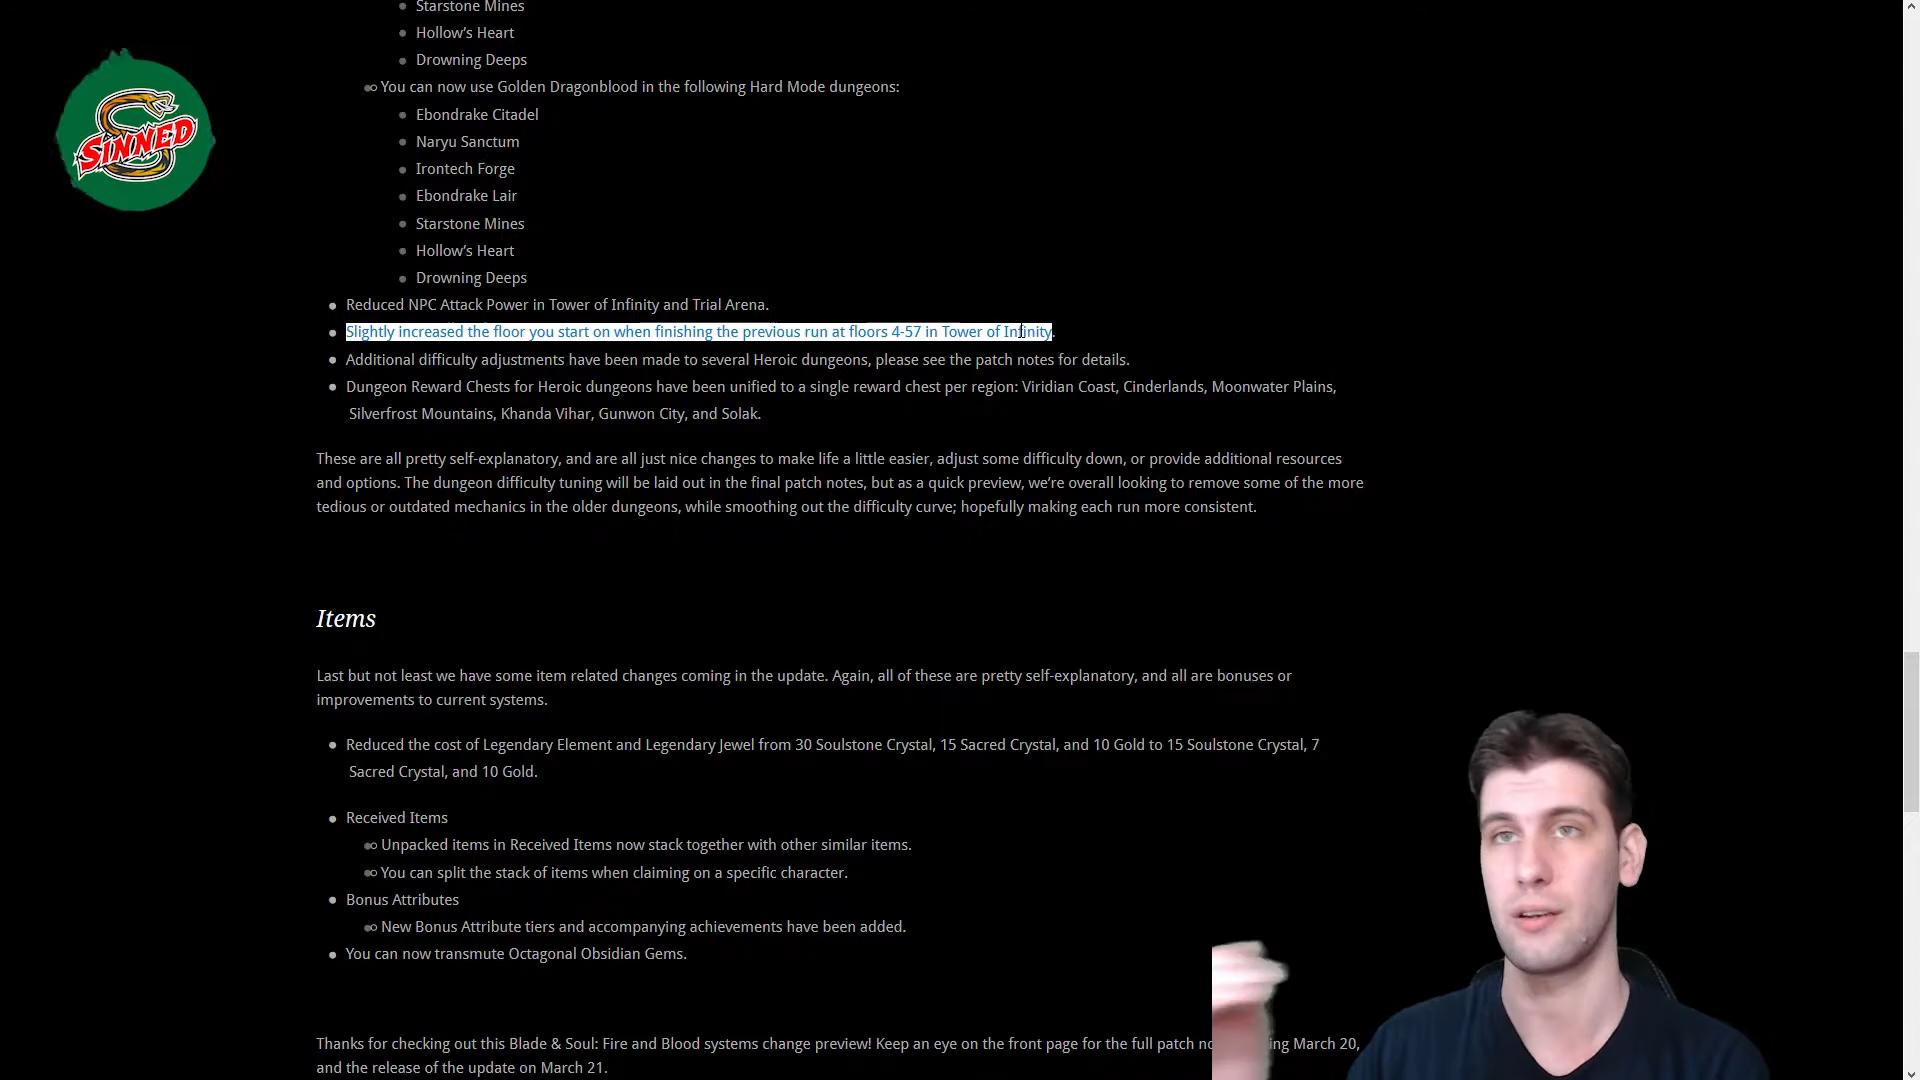 Starstone Mines
Hollow's Heart
Drowning Deeps
You can now use Golden Dragonblood in the following Hard Mode dungeons:
SINNED
Ebondrake Citadel
Naryu Sanctum
Irontech Forge
Ebondrake Lair
Starstone Mines
Hollow's Heart
Drowning Deeps
Reduced NPC Attack Power in Tower of Infinity and Trial Arena.
Slightly increased the floor you start on when finishing the previous run at floors 4-57 in Tower of Infinity.
Additional difficulty adjustments have been made to several Heroic dungeons, please see the patch notes for details.
Dungeon Reward Chests for Heroic dungeons have been unified to a single reward chest per region: Viridian Coast, Cinderlands, Moonwater Plains,
Silverfrost Mountains, Khanda Vihar, Gunwon City, and Solak.
These are all pretty self-explanatory, and are all just nice changes to make life a little easier, adjust some difficulty down, or provide additional resources
and options. The dungeon difficulty tuning will be laid out in the final patch notes, but as a quick preview, we're overall looking to remove some of the more
tedious or outdated mechanics in the older dungeons, while smoothing out the difficulty curve; hopefully making each run more consistent.
Items
Last but not least we have some item related changes coming in the update. Again, all of these are pretty self-explanatory, and all are bonuses or
improvements to current systems.
Reduced the cost of Legendary Element and Legendary Jewel from 30 Soulstone Crystal, 15 Sacred Crystal, and 10 Gold to 15 Soulstone Crystal, 7
Sacred Crystal, and 10 Gold.
Received Items
Unpacked items in Received Items now stack together with other similar items.
You can split the stack of items when claiming on a specific character.
Bonus Attributes
New Bonus Attribute tiers and accompanying achievements have been added.
You can now transmute Octagonal Obsidian Gems.
Thanks for checking out this Blade & Soul: Fire and Blood systems change preview! Keep an eye on the front page for the full patch March 20,
and the release of the update on March 21.